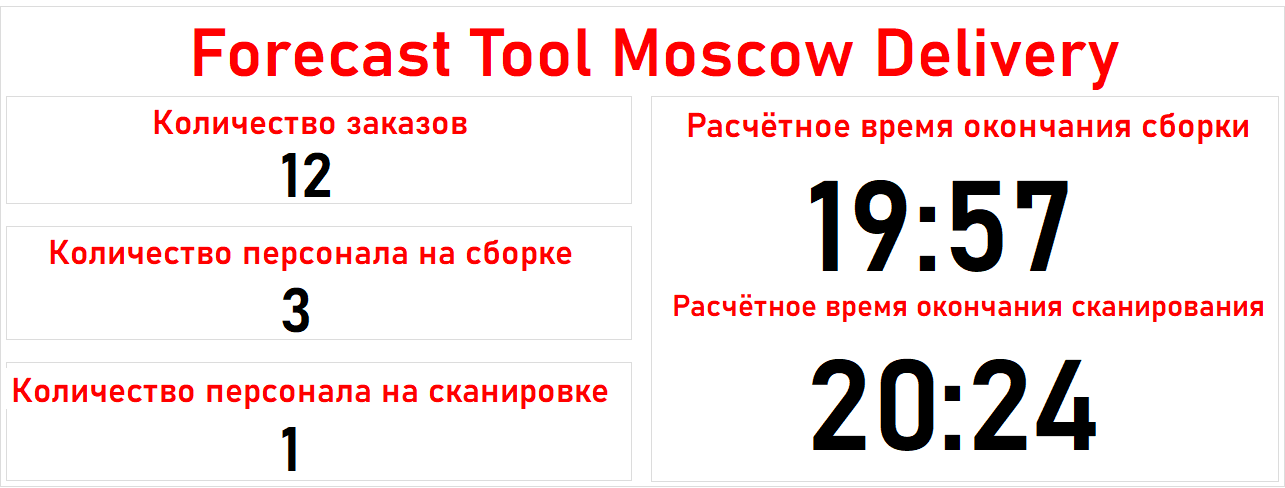 Forecast Tool Moscow Delivery
Количество заказов
12
Количество персонала на сборке
3
Количество персонала на сканировке
1
Расчётное время окончания сборки
19:57
Расчётное время окончания сканирования
20:24